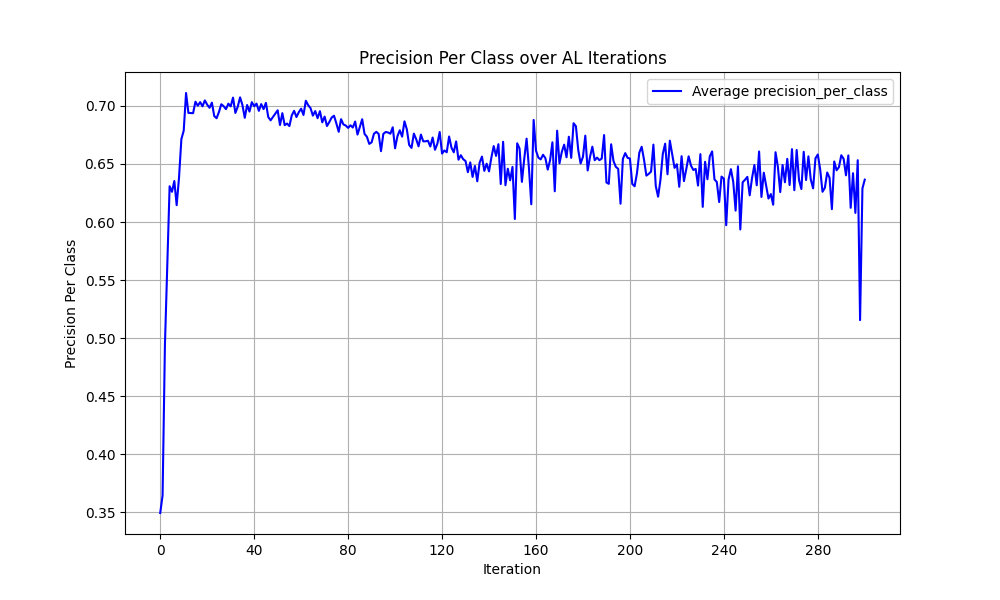 Precision Per Class over AL Iterations
Average precision_per_class
Precision Per Class
0.70
0.65
0.60
0.55
0.50
0.45
0.40
0.35
0 40 80 120 160 200 240 280
Iteration